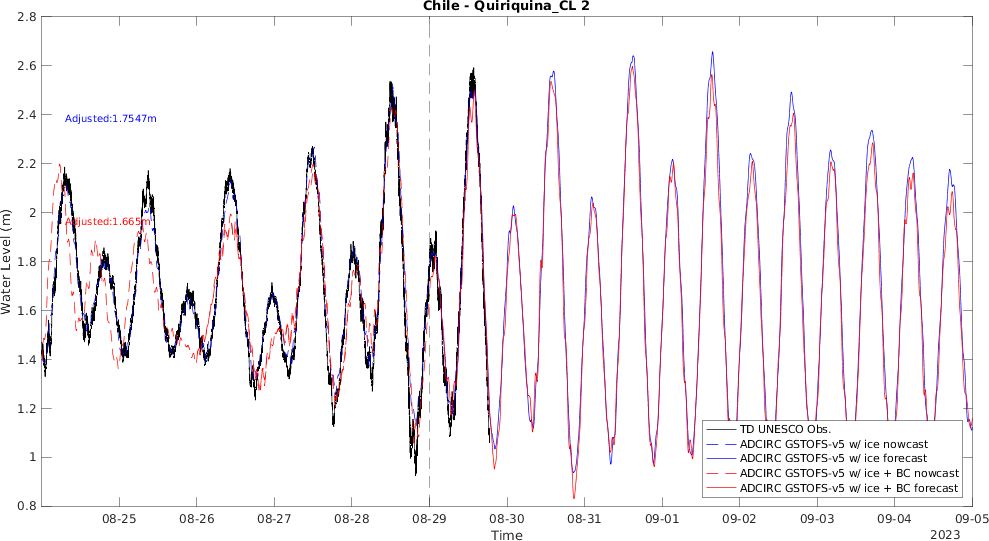 Chile - Quiriquina_CL 2
2.8
2.6
2.4
2.2
2
1.8
1.6
1.4
1.2
1
0.8
Water Level (m)
Adjusted:1.7547m
Adjusted:1.665m
TD UNESCO Obs.
ADCIRC GSTOFS-v5 w/ ice nowcast
ADCIRC GSTOFS-v5 w/ ice forecast
ADCIRC GSTOFS-v5 w/ ice + BC nowcast
ADCIRC GSTOFS-v5 w/ ice + BC forecast
08-25 08-26 08-27 08-28 08-29 08-30 08-31 09-01 09-02 09-03 09-04 09-05
Time
2023